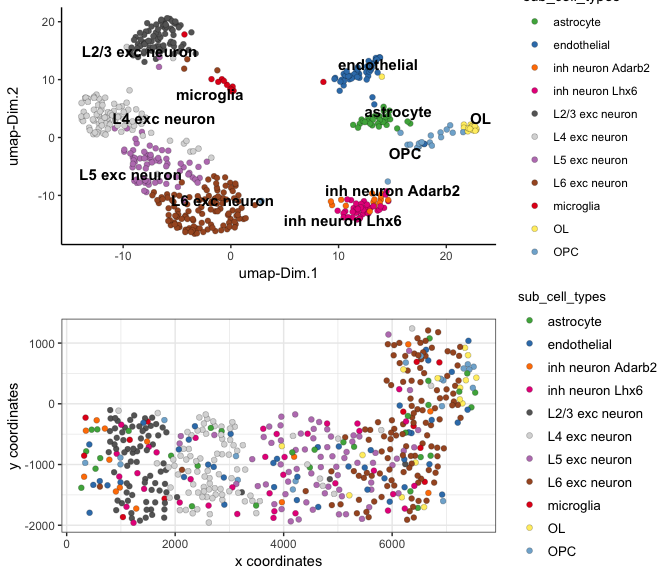 sub_cell_types
20
10
0
-10
umap-Dim.2
-10
0
10
20
umap-Dim.1
L2/3 exc neuron
microglia
L4 exc neuron
L5 exc neuron
L6 exc neuron
endothelial
astrocyte
OL
OPC
inh neuron Adarb2
inh neuron Lhx6
astrocyte
endothelial
inh neuron Adarb2
inh neuron Lhx6
L2/3 exc neuron
L4 exc neuron
L5 exc neuron
L6 exc neuron
microglia
OL
OPC
1000
0
-1000
-2000
y coordinates
0
2000
4000
6000
x coordinates
sub_cell_types
astrocyte
endothelial
inh neuron Adarb2
inh neuron Lhx6
L2/3 exc neuron
L4 exc neuron
L5 exc neuron
L6 exc neuron
microglia
OL
OPC